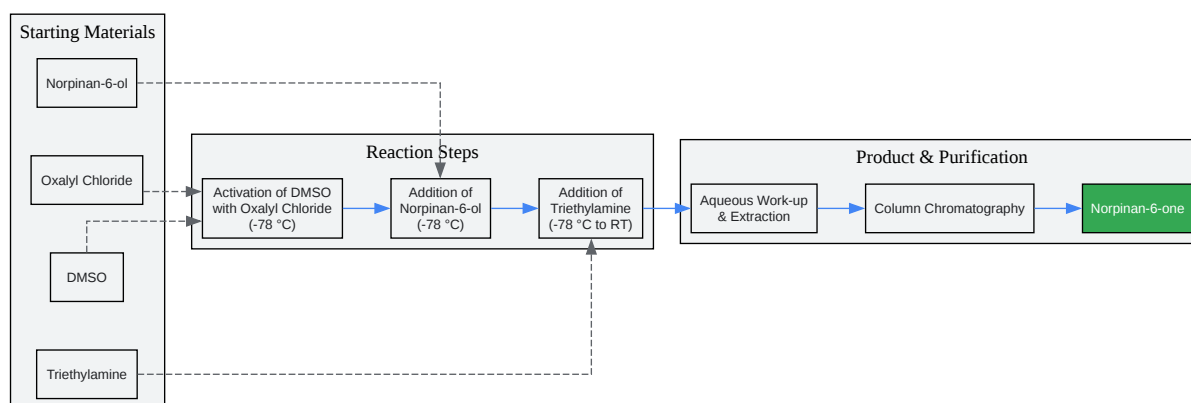 Starting Materials
Norpinan-6-ol
Oxalyl Chloride
DMSO
Triethylamine
Reaction Steps
Activation of DMSO
with Oxalyl Chloride
(-78 °C)
Addition of
Norpinan-6-ol
(-78 °C)
Addition of
Triethylamine
(-78 °C to RT)
Product & Purification
Aqueous Work-up
& Extraction
Column Chromatography
Norpinan-6-one